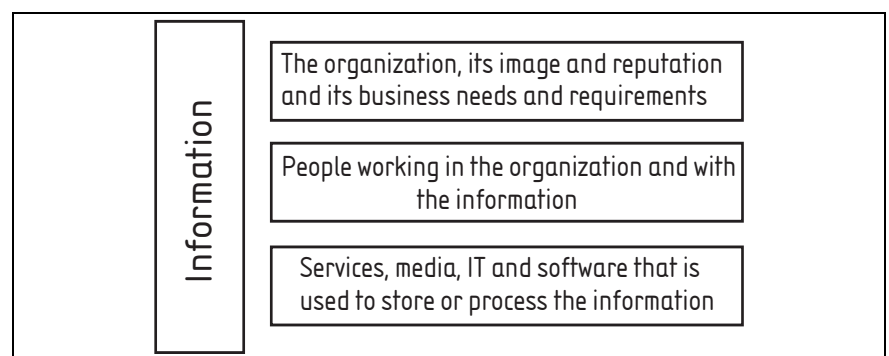 Information
The organization, its image and reputation
and its business needs and requirements
People working in the organization and with
the information
Services, media, IT and software that is
used to store or process the information